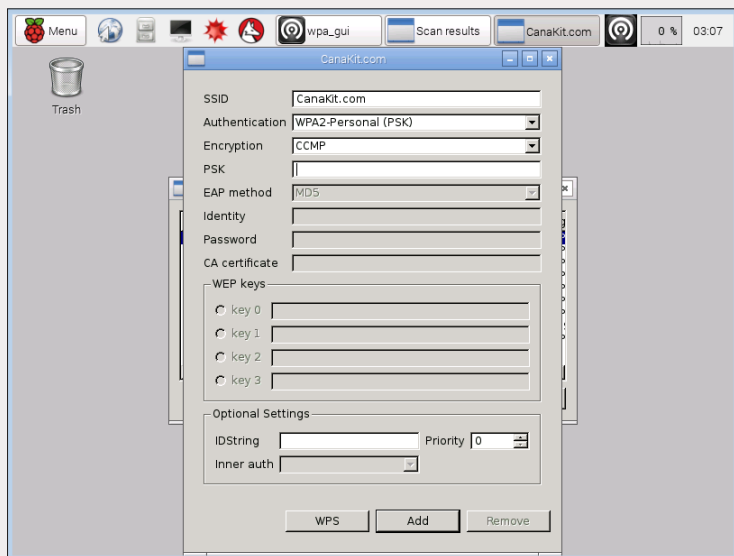 Menu
wpa_gui
Scan results
CanaKit.com
0 %
03:07
Trash
CanaKit.com
SSID CanaKit.com
Authentication WPA2-Personal (PSK)
Encryption CCMP
PSK
EAP method MD5
Identity
Password
CA certificate
WEP keys
key 0
key 1
key 2
key 3
Optional Settings
IDString Priority 0
Inner auth
WPS Add Remove